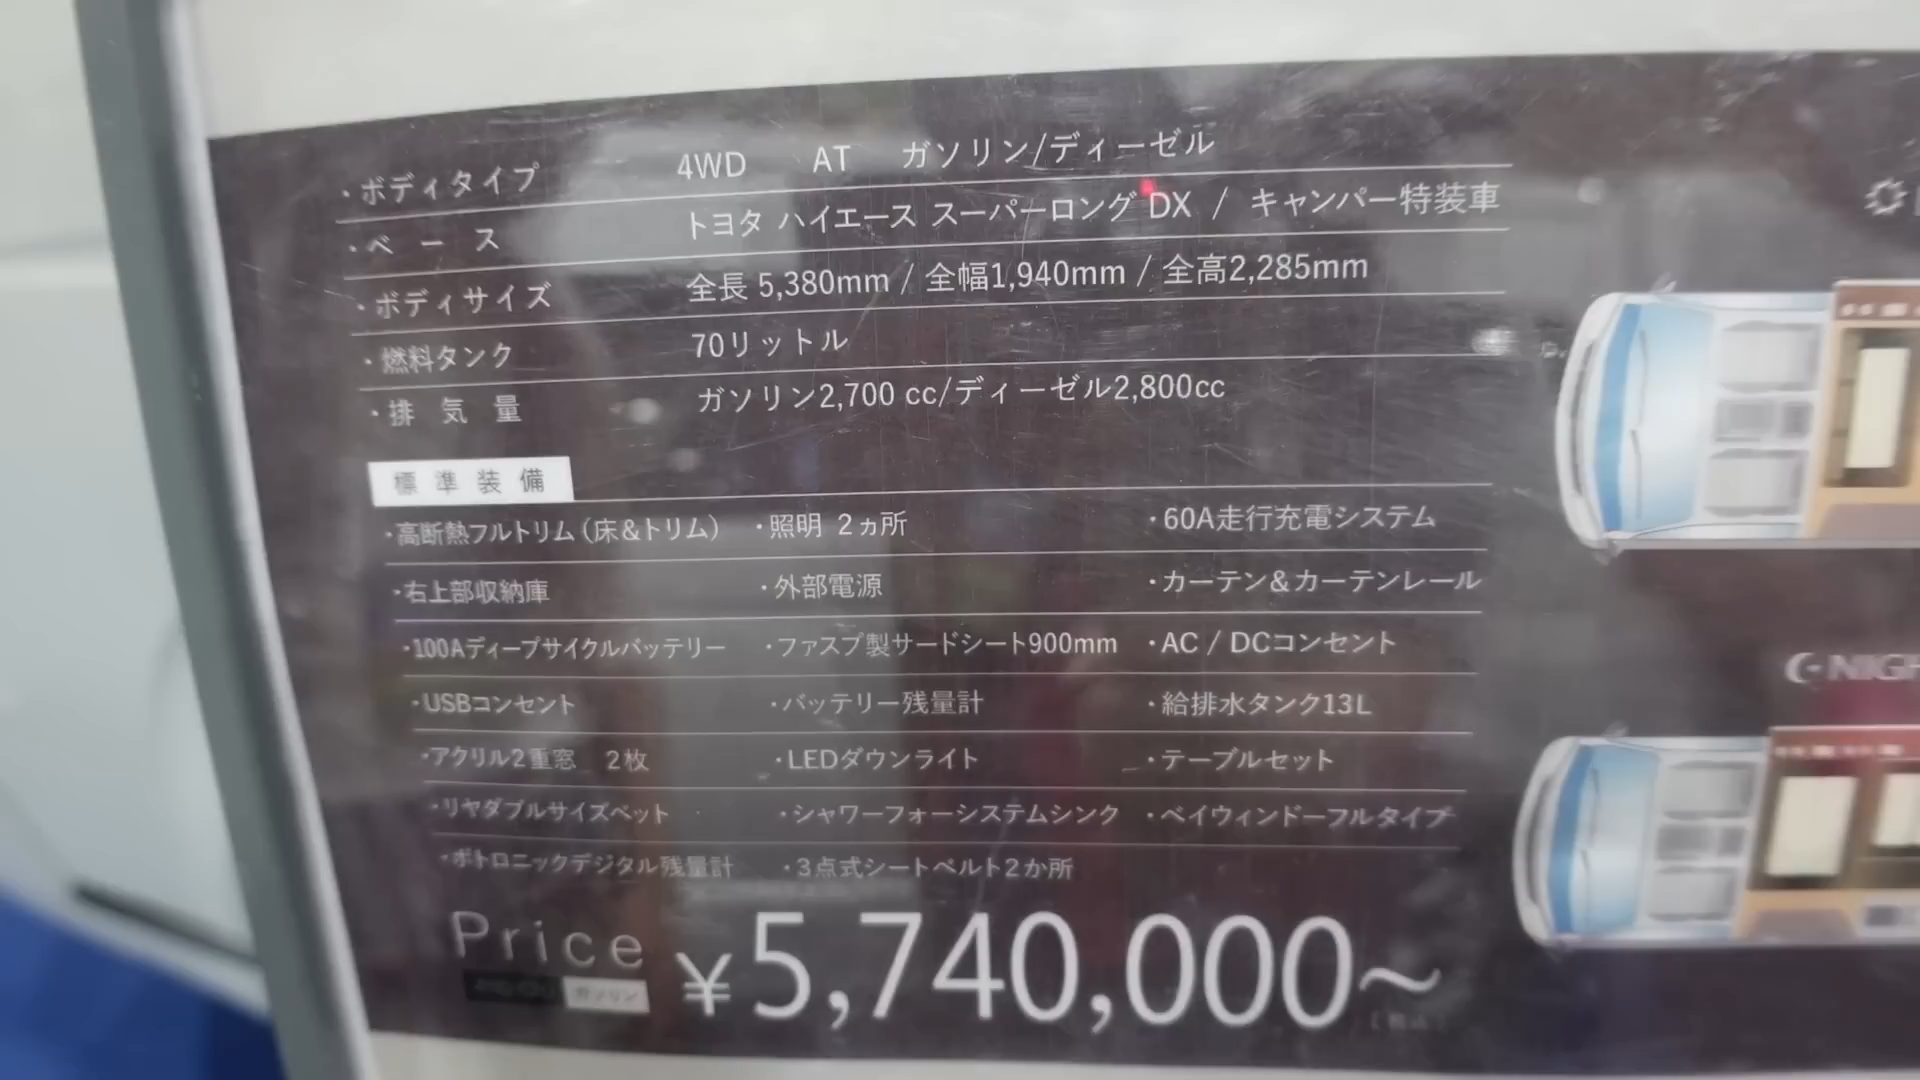 ・ボディタイプ 4WD AT ガソリン/ディーゼル
・ベース トヨタ ハイエース スーパーロング DX / キャンパー特装車
・ボディサイズ 全長 5,380mm / 全幅1,940mm / 全高2,285mm
・燃料タンク 70リットル
・排気量 ガソリン2,700 cc/ディーゼル2,800cc
標準装備
・高断熱フルトリム（床&トリム） ・照明 2ヵ所 ・60A走行充電システム
・右上部収納庫 ・外部電源 ・カーテン&カーテンレール
・100Aディープサイクルバッテリー ・ファスプ製サードシート900mm ・AC / DCコンセント
・USBコンセント ・バッテリー残量計 ・給排水タンク13L
・アクリル2重窓 2枚 ・LEDダウンライト ・テーブルセット
・リヤダブルサイズベット ・シャワーフォーシステムシンク ・ベイウィンドーフルタイプ
・ボトロニックデジタル残量計 ・3点式シートベルト2か所
Price ガソリン ¥5,740,000～
NIGH